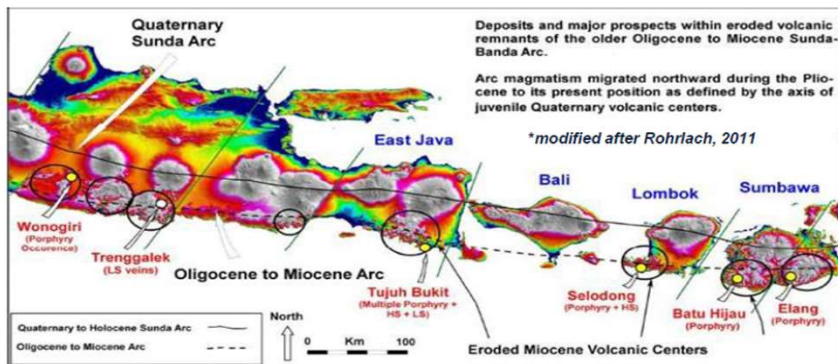 Quaternary
Sunda Arc
Deposits and major prospects within eroded volcanic
remnants of the older Oligocene to Miocene Sunda-
Banda Arc.
Arc magmatism migrated northward during the Plio-
cene to its present position as defined by the axis of
juvenile Quaternary volcanic centers.
*modified after Rohrlach, 2011
East Java
Bali
Lombok
Sumbawa
Wonogiri
(Porphyry
Occurence)
Trenggalek
(LS veins)
Oligocene to Miocene Arc
Tujuh Bukit
(Multiple Porphyry +
HS + LS)
Selodong
(Porphyry + HS)
Batu Hijau
(Porphyry)
Elang
(Porphyry)
Quaternary to Holocene Sunda Arc
Oligocene to Miocene Arc
North
0 Km 100
Eroded Miocene Volcanic Centers